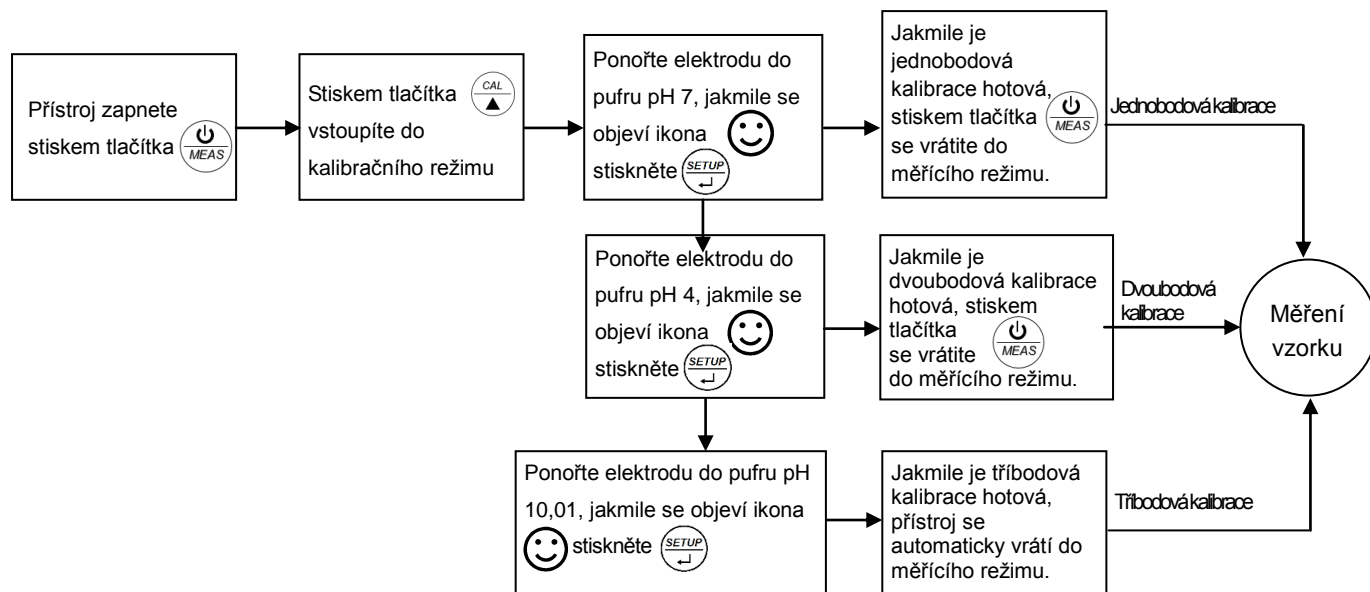 Přístroj zapnete
stiskem tlačítka MEAS
Stiskem tlačítka CAL
vstoupíte do
kalibračního režimu
Ponořte elektrodu do
pufru pH 7, jakmile se
objeví ikona
stiskněte SETUP
Jakmile je
jednobodová
kalibrace hotová,
stiskem tlačítka MEAS
se vrátite do
měřícího režimu.
Jednobodová kalibrace
Ponořte elektrodu do
pufru pH 4, jakmile se
objeví ikona
stiskněte SETUP
Jakmile je
dvoubodová kalibrace
hotová, stiskem
tlačítka
se vrátite MEAS
do měřícího režimu.
Dvoubodová
kalibrace
Měření
vzorku
Ponořte elektrodu do pufru pH
10,01, jakmile se objeví ikona
stiskněte SETUP
Jakmile je tříbodová
kalibrace hotová,
přístroj se
automaticky vrátí do
měřícího režimu.
Tříbodová kalibrace